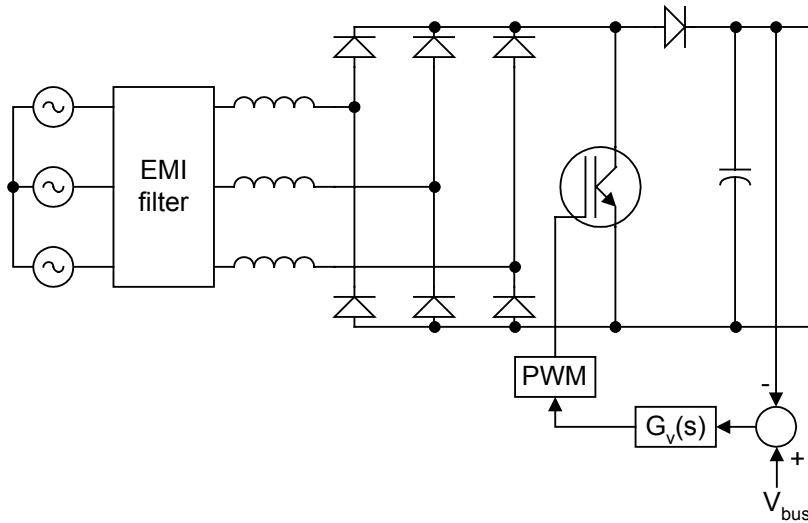 EMI
filter
PWM
-
G_v(s)
+
V_bus